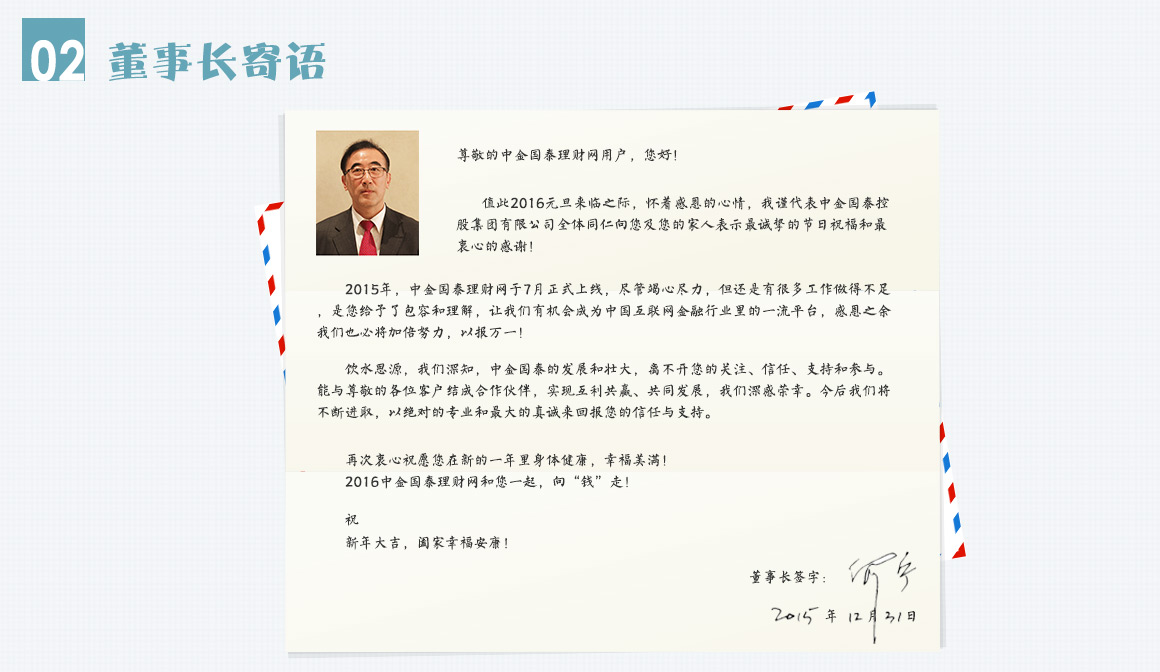 02 董事长寄语
尊敬的中金国泰理财网用户，您好！
值此2016元旦来临之际，怀着感恩的心情，我谨代表中金国泰控
股集团有限公司全体同仁向您及您的家人表示最诚挚的节日祝福和最
衷心的感谢！
2015年，中金国泰理财网于7月正式上线，尽管竭心尽力，但还是有很多工作做得不足
，是您给予了包容和理解，让我们有机会成为中国互联网金融行业里的一流平台，感恩之余
我们也必将加倍努力，以报万一！
饮水思源，我们深知，中金国泰的发展和壮大，离不开您的关注、信任、支持和参与。
能与尊敬的各位客户结成合作伙伴，实现互利共赢、共同发展，我们深感荣幸。今后我们将
不断进取，以绝对的专业和最大的真诚来回报您的信任与支持。
再次衷心祝愿您在新的一年里身体健康，幸福美满！
2016中金国泰理财网和您一起，向“钱”走！
祝
新年大吉，阖家幸福安康！
董事长签字：
2015年12月31日